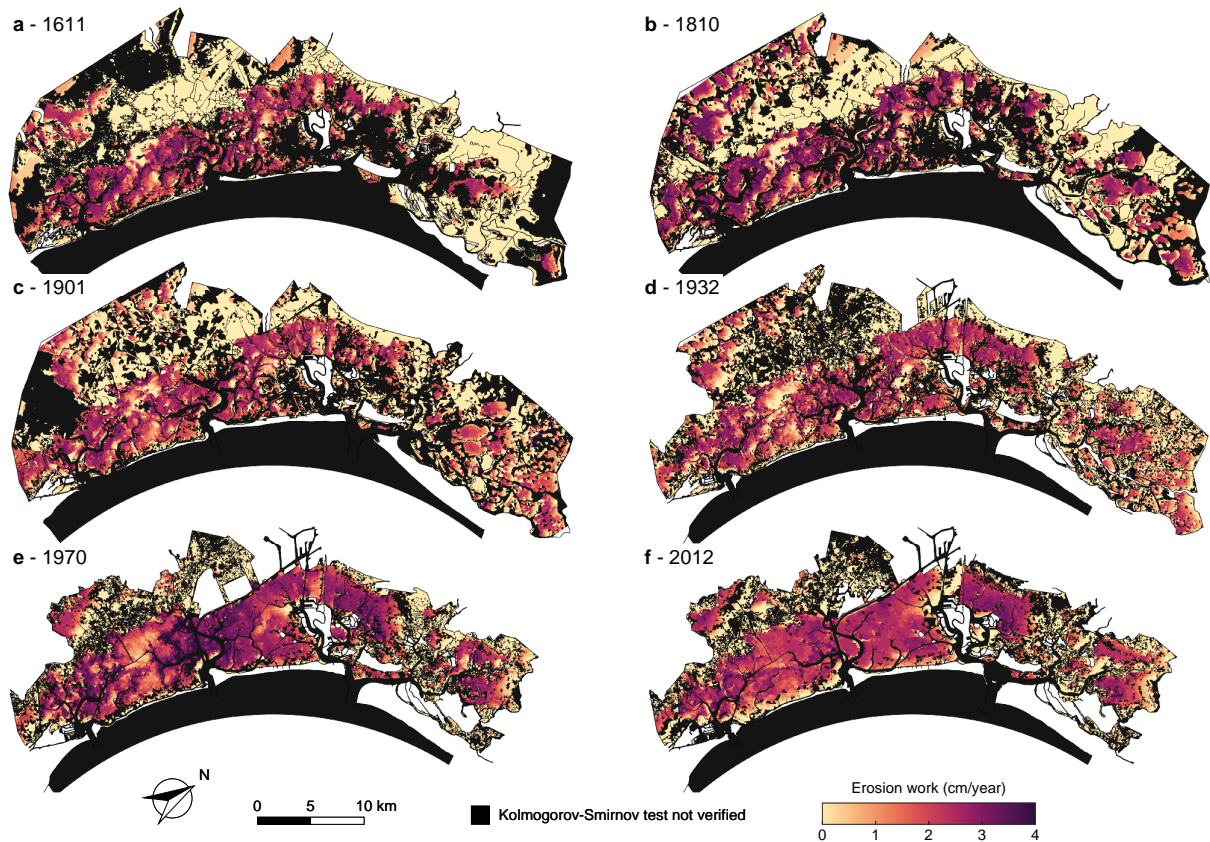 a - 1611
b - 1810
c - 1901
d - 1932
e - 1970
f - 2012
N
0 5 10 km
Kolmogorov-Smirnov test not verified
Erosion work (cm/year)
0 1 2 3 4